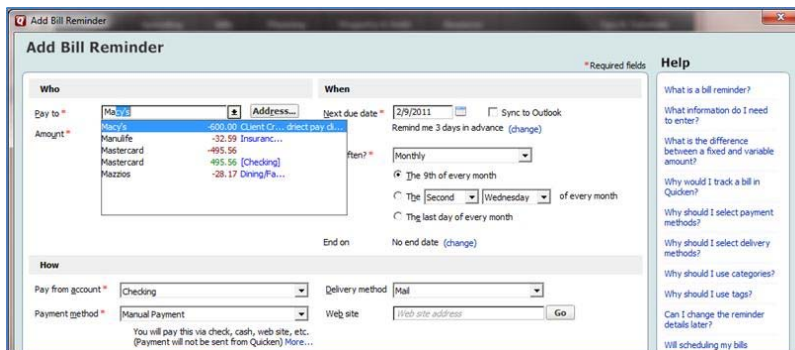 Add Bill Reminder
Add Bill Reminder
* Required fields
Help
Who
When
Pay to *
Macy's
Address...
Next due date *
2/9/2011
Sync to Outlook
Remind me 3 days in advance (change)
Amount *
Macy's -600.00 CLient Cr... driect pay cli...
Manulife -32.59 Insuranc...
Mastercard -495.56
Mastercard 495.56 [Checking]
Mazzios -28.17 Dining/Fa...
ften? *
Monthly
The 9th of every month
The Second Wednesday of every month
The last day of every month
End on
No end date (change)
How
Pay from account *
Checking
Delivery method
Mail
Payment method *
Manual Payment
Web site
Web site address
Go
You will pay this via check, cash, web site, etc.
(Payment will not be sent from Quicken) More...
What is a bill reminder?
What information do I need
to enter?
What is the difference
between a fixed and variable
amount?
Why would I track a bill in
Quicken?
Why should I select payment
methods?
Why should I select delivery
methods?
Why should I use categories?
Why should I use tags?
Can I change the reminder
details later?
Will scheduling my bills